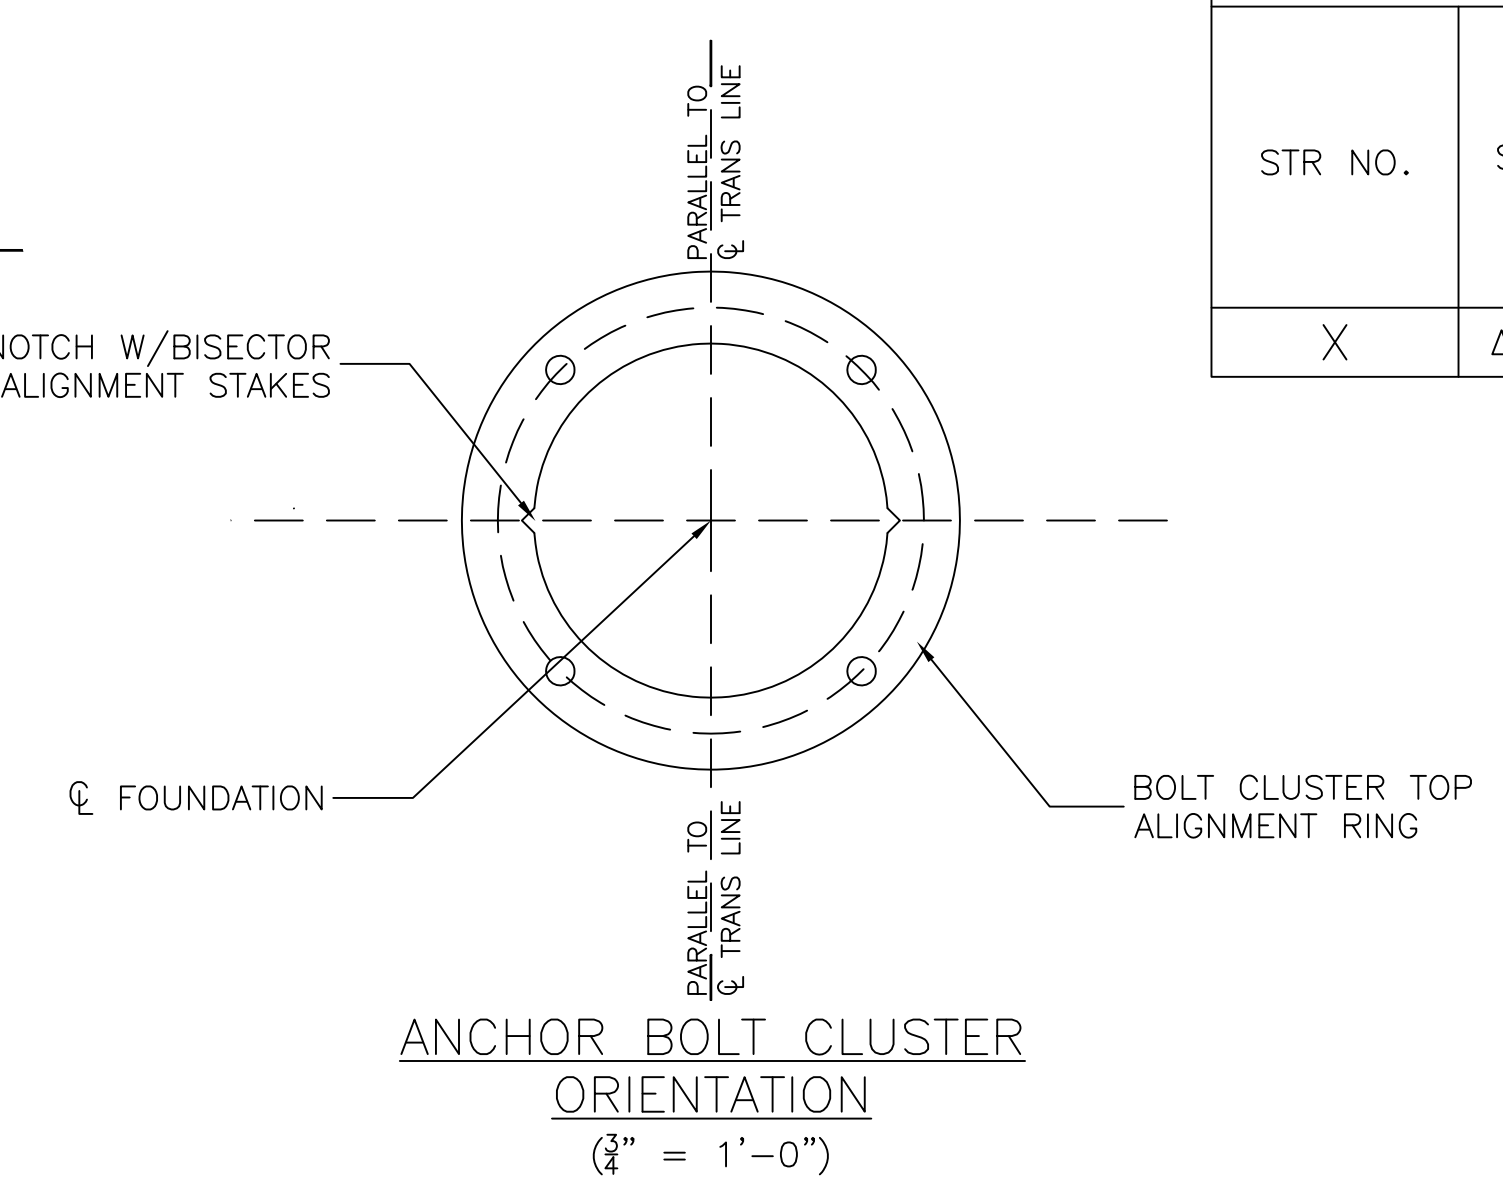 PARALLEL TO
℄ TRANS LINE
STR NO.
X
NOTCH W/BISECTOR
ALIGNMENT STAKES
℄ FOUNDATION
BOLT CLUSTER TOP
ALIGNMENT RING
PARALLEL TO
℄ TRANS LINE
ANCHOR BOLT CLUSTER
ORIENTATION
(3/4" = 1'-0")